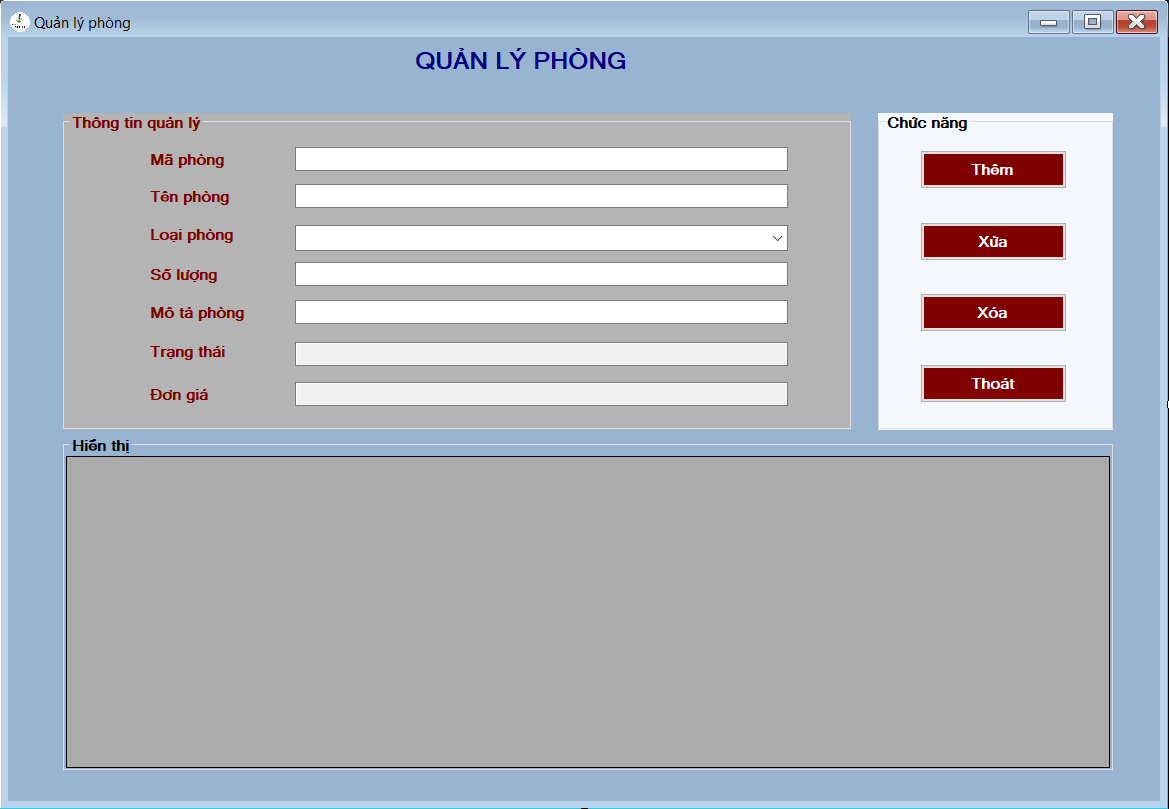 Quản lý phòng
QUẢN LÝ PHÒNG
Thông tin quản lý
Mã phòng
Tên phòng
Loại phòng
Số lượng
Mô tả phòng
Trạng thái
Đơn giá
Chức năng
Thêm
Xữa
Xóa
Thoát
Hiển thị